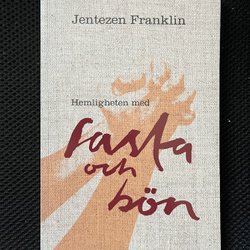 Jentezen Franklin
Hemligheten med
fasta
och
bön